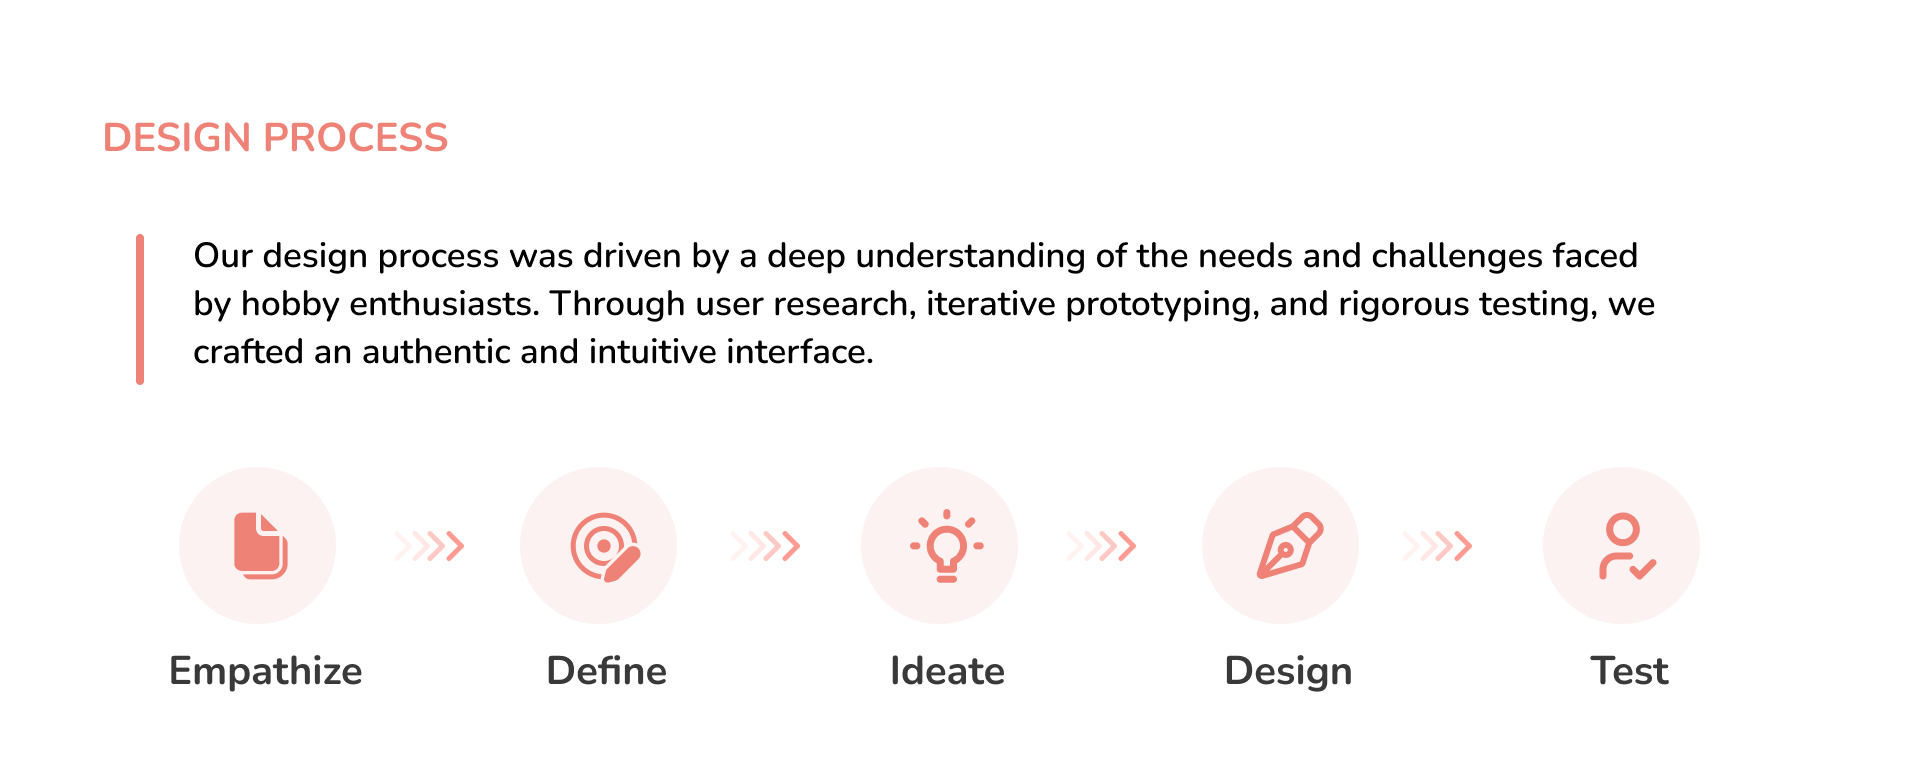 DESIGN PROCESS
Our design process was driven by a deep understanding of the needs and challenges faced
by hobby enthusiasts. Through user research, iterative prototyping, and rigorous testing, we
crafted an authentic and intuitive interface.
Empathize
Define
Ideate
Design
Test